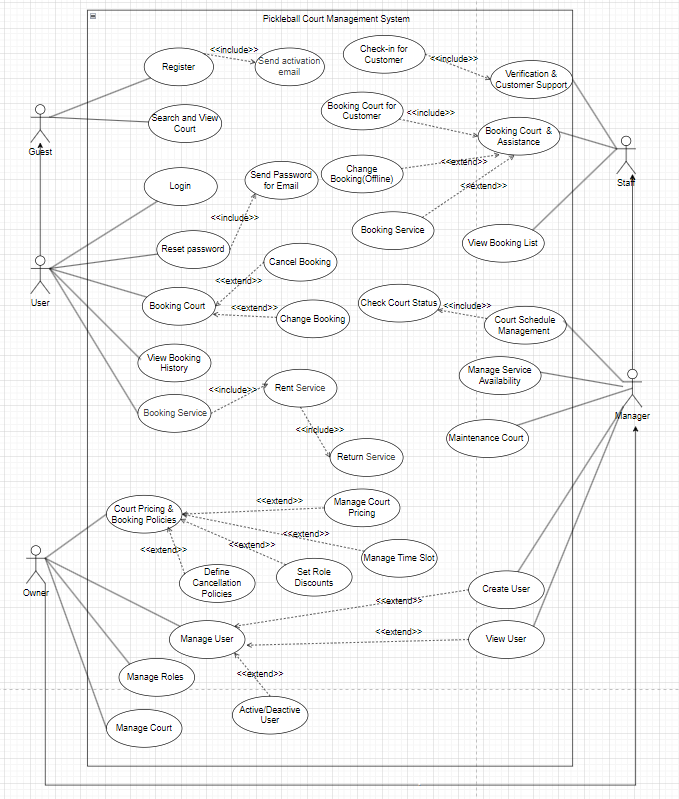 Pickleball Court Management System
Register
<<include>>
Send activation
email
Check-in for
Customer
<<include>>
Verification &
Customer Support
Search and View
Court
Booking Court for
Customer
<<include>>
Booking Court &
Assistance
Guest
Staff
Login
Send Password
for Email
Change
Booking(Offline)
<<extend>>
<<extend>>
<<include>>
Booking Service
View Booking List
Reset password
Cancel Booking
User
<<extend>>
Booking Court
<<extend>>
Change Booking
Check Court Status
<<include>>
Court Schedule
Management
View Booking
History
Manage Service
Availability
<<include>>
Rent Service
Booking Service
Manager
<<include>>
Maintenance Court
Return Service
Court Pricing &
Booking Policies
<<extend>>
Manage Court
Pricing
<<extend>>
<<extend>>
<<extend>>
Manage Time Slot
Owner
Define
Cancellation
Policies
Set Role
Discounts
Create User
<<extend>>
Manage User
<<extend>>
View User
Manage Roles
<<extend>>
Active/Deactive
User
Manage Court